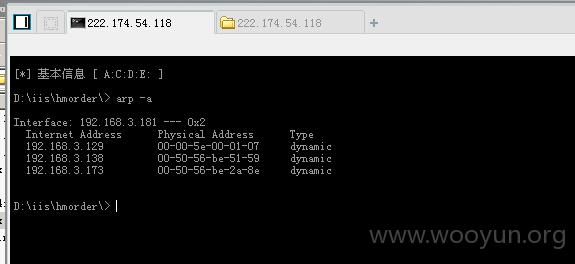 222.174.54.118
222.174.54.118
[*] 基本信息 [ A:C:D:E: ]
D:\iis\hmorder\> arp -a
Interface: 192.168.3.181 --- 0x2
Internet Address Physical Address Type
192.168.3.129 00-00-5e-00-01-07 dynamic
192.168.3.138 00-50-56-be-51-59 dynamic
192.168.3.173 00-50-56-be-2a-8e dynamic
D:\iis\hmorder\>
www.wooyun.org